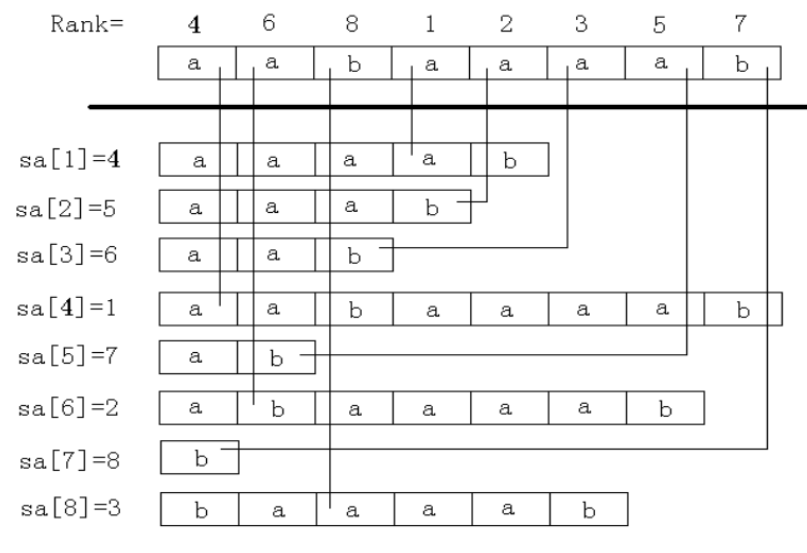 Rank= 4 6 8 1 2 3 5 7
a a b a a a a b
sa[1]=4 a a a a b
sa[2]=5 a a a b
sa[3]=6 a a b
sa[4]=1 a a b a a a a b
sa[5]=7 a b
sa[6]=2 a b a a a a b
sa[7]=8 b
sa[8]=3 b a a a a b